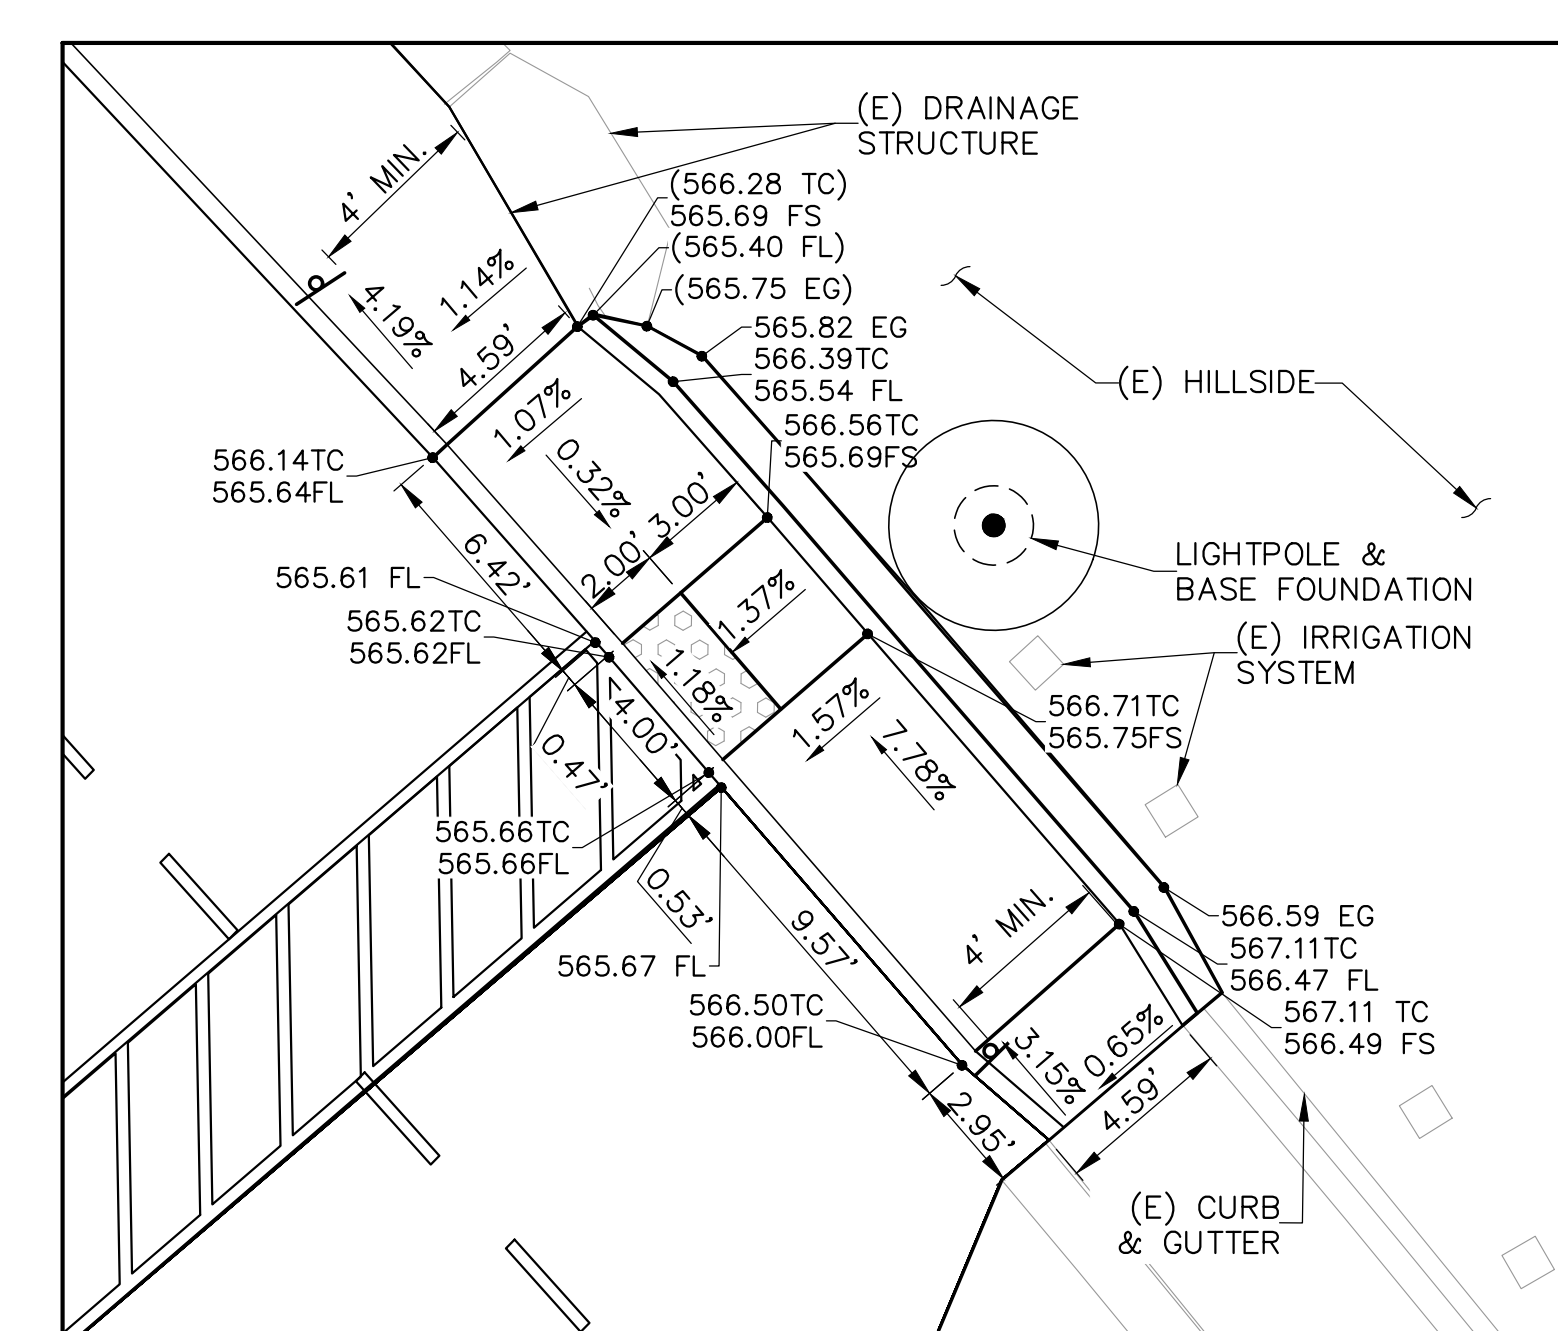 (E) DRAINAGE
STRUCTURE
4' MIN.
(566.28 TC)
565.69 FS
(565.40 FL)
(565.75 EG)
565.82 EG
566.39TC
565.54 FL
566.56TC
565.69FS
1.14%
4.19%
4.59'
1.07%
0.32%
(E) HILLSIDE
566.14TC
565.64FL
3.00'
2.00'
6.42'
LIGHTPOLE &
BASE FOUNDATION
565.61 FL
565.62TC
565.62FL
1.37%
1.18%
(E) IRRIGATION
SYSTEM
<4.00'>
0.47'
1.57%
7.78%
566.71TC
565.75FS
565.66TC
565.66FL
0.53'
9.57'
4' MIN.
566.59 EG
567.11TC
566.47 FL
567.11 TC
566.49 FS
565.67 FL
566.50TC
566.00FL
3.15%
0.65%
4.59'
2.95'
(E) CURB
& GUTTER